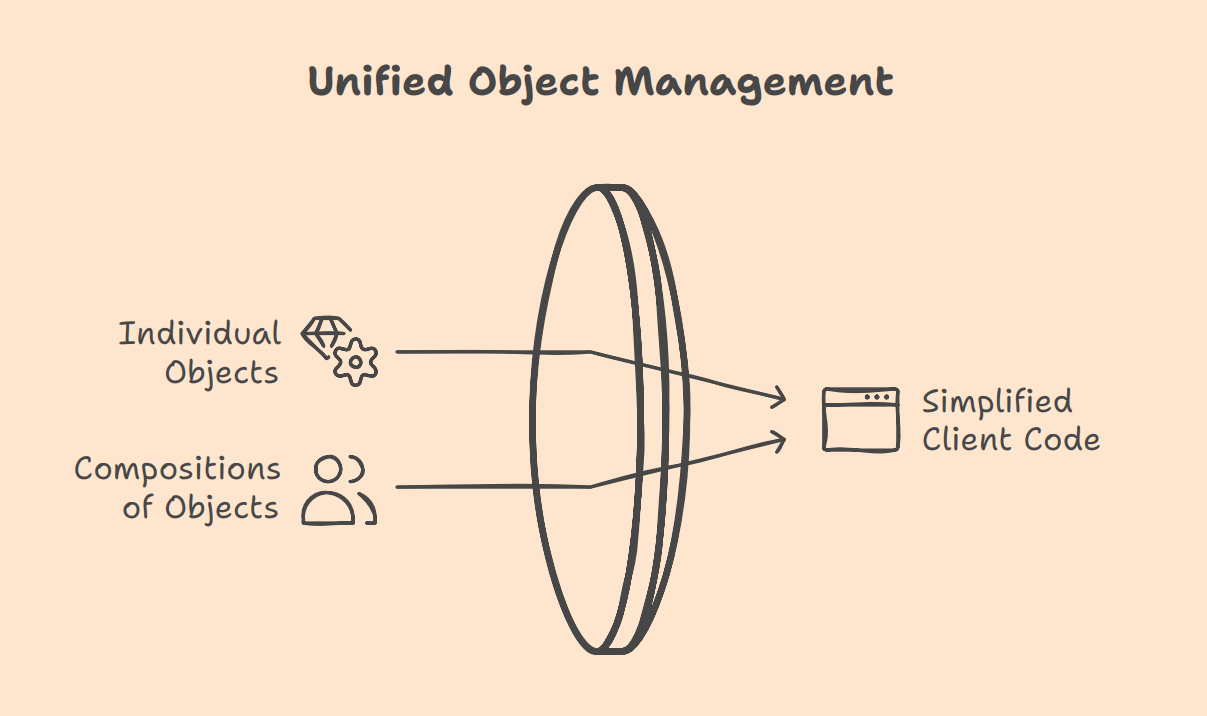 Unified Object Management
Individual
Objects
Compositions
of Objects
Simplified
Client Code